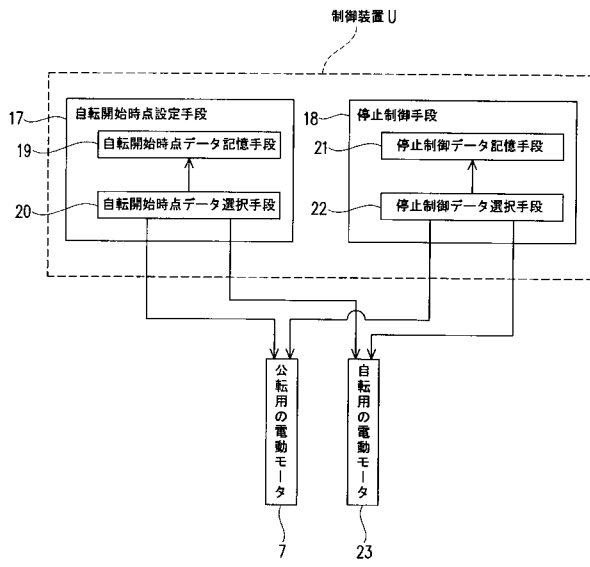 制御装置U
17
自転開始時点設定手段
19
自転開始時点データ記憶手段
20
自転開始時点データ選択手段
18
停止制御手段
21
停止制御データ記憶手段
22
停止制御データ選択手段
公転用の電動モータ
自転用の電動モータ
7
23